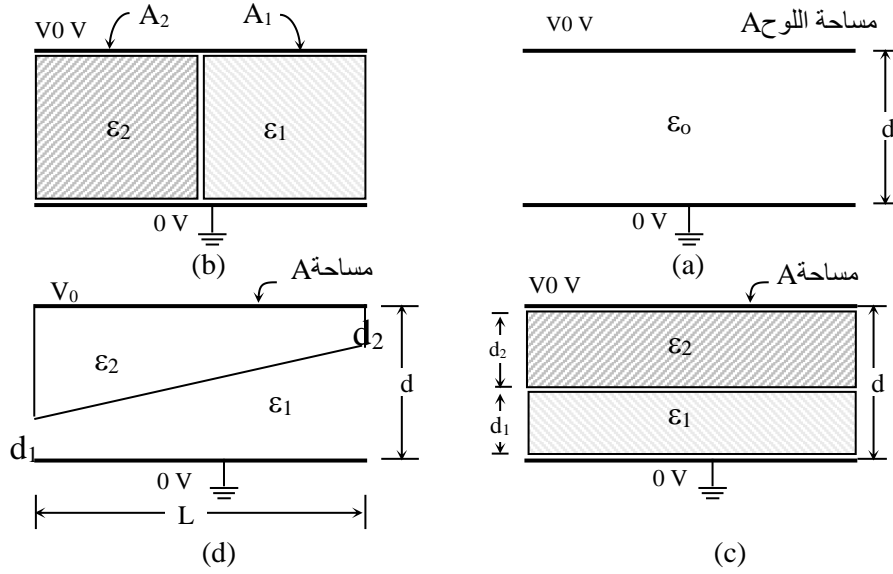 V0 V
A₂
A₁
ε₂
ε₁
0 V
(b)
V0 V
مساحة اللوحA
εₒ
d
0 V
(a)
V₀
مساحةA
d₂
ε₂
ε₁
d
d₁
0 V
L
(d)
V0 V
مساحةA
d₂
ε₂
d
d₁
ε₁
0 V
(c)